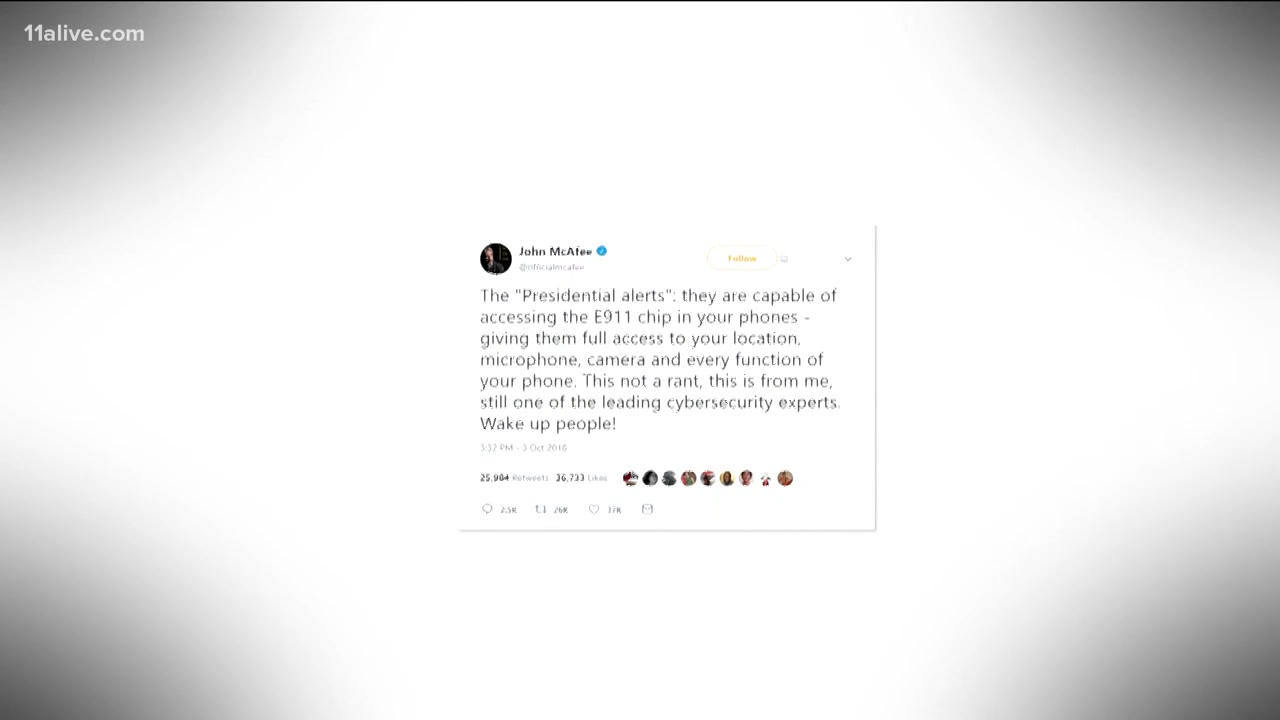 11alive.com
John McAfee
@officialmcafee
Follow
The "Presidential alerts": they are capable of
accessing the E911 chip in your phones -
giving them full access to your location,
microphone, camera and every function of
your phone. This not a rant, this is from me,
still one of the leading cybersecurity experts.
Wake up people!
3:32 PM - 3 Oct 2018
25,904 Retweets 36,733 Likes
2.5K 26K 37K